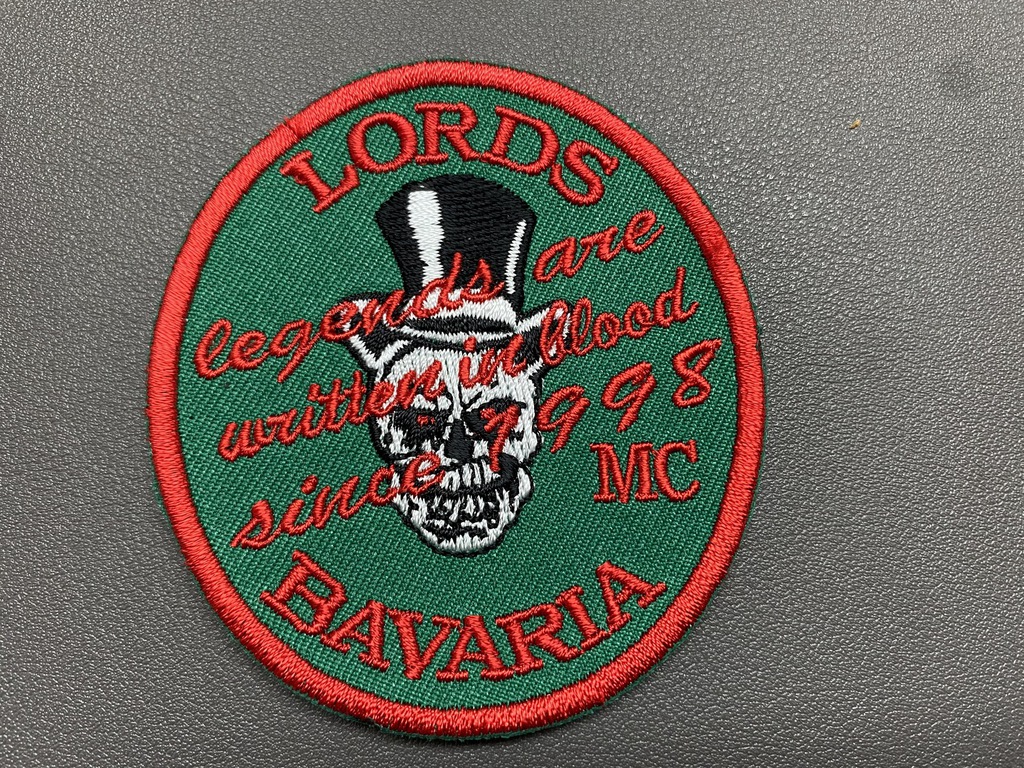 LORDS
legends are
written in blood
since 1998
MC
BAVARIA